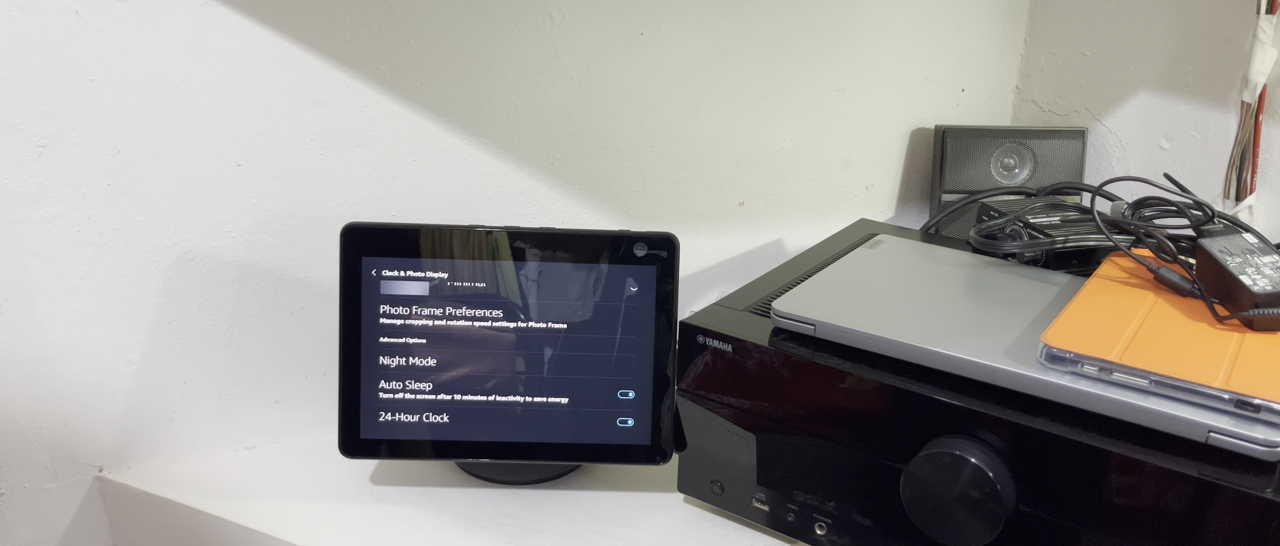 Clock & Photo Display
Photo Frame Preferences
Manage cropping and rotation speed settings for Photo Frame
Advanced Options
Night Mode
Auto Sleep
Turn off the screen after 10 minutes of inactivity to save energy
24-Hour Clock
YAMAHA